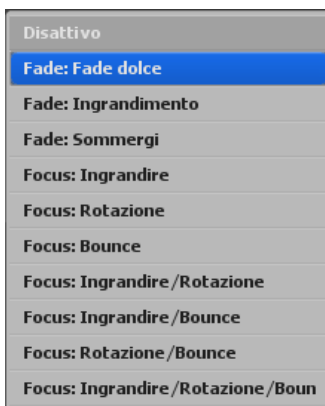 Disattivo
Fade: Fade dolce
Fade: Ingrandimento
Fade: Sommergi
Focus: Ingrandire
Focus: Rotazione
Focus: Bounce
Focus: Ingrandire/Rotazione
Focus: Ingrandire/Bounce
Focus: Rotazione/Bounce
Focus: Ingrandire/Rotazione/Boun